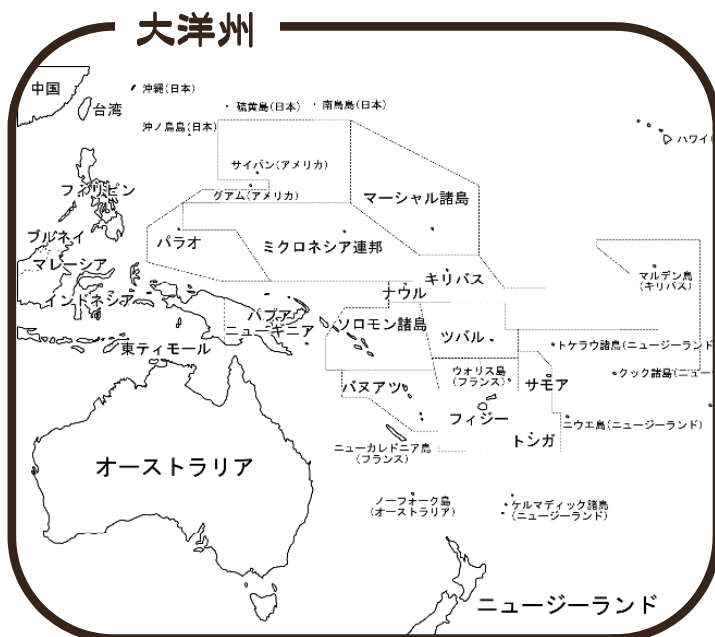 大洋州
中国
沖縄(日本)
台湾
硫黄島(日本)
南鳥島(日本)
沖ノ鳥島(日本)
ハワイ(
サイパン(アメリカ)
グアム(アメリカ)
フィリピン
マーシャル諸島
ブルネイ
パラオ
ミクロネシア連邦
マレーシア
キリバス
マルデン島
(キリバス)
インドネシア
ナウル
パプア
ニューギニア
ソロモン諸島
ツバル
東ティモール
トケラウ諸島(ニュージーランド
ウォリス島
(フランス)
サモア
クック諸島(ニュー
バヌアツ
フィジー
ニウエ島(ニュージーランド)
トシガ
ニューカレドニア島
(フランス)
オーストラリア
ノーフォーク島
(オーストラリア)
ケルマディック諸島
(ニュージーランド)
ニュージーランド